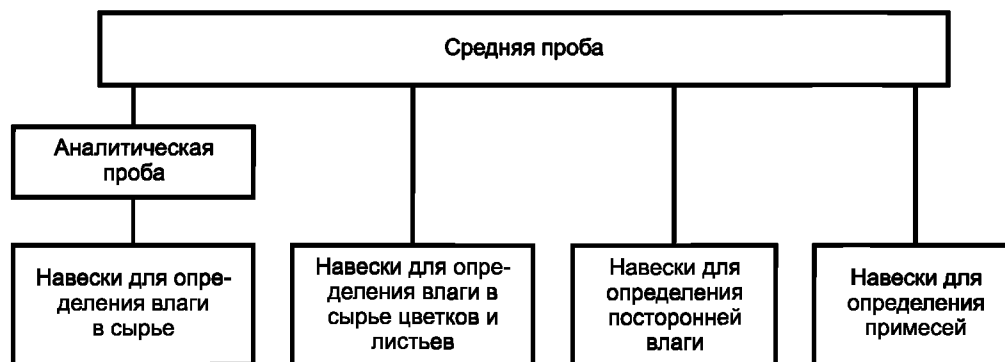 Средняя проба
Аналитическая
проба
Навески для опре-
деления влаги
в сырье
Навески для опре-
деления влаги в
сырье цветков и
листьев
Навески для
определения
посторонней
влаги
Навески для
определения
примесей